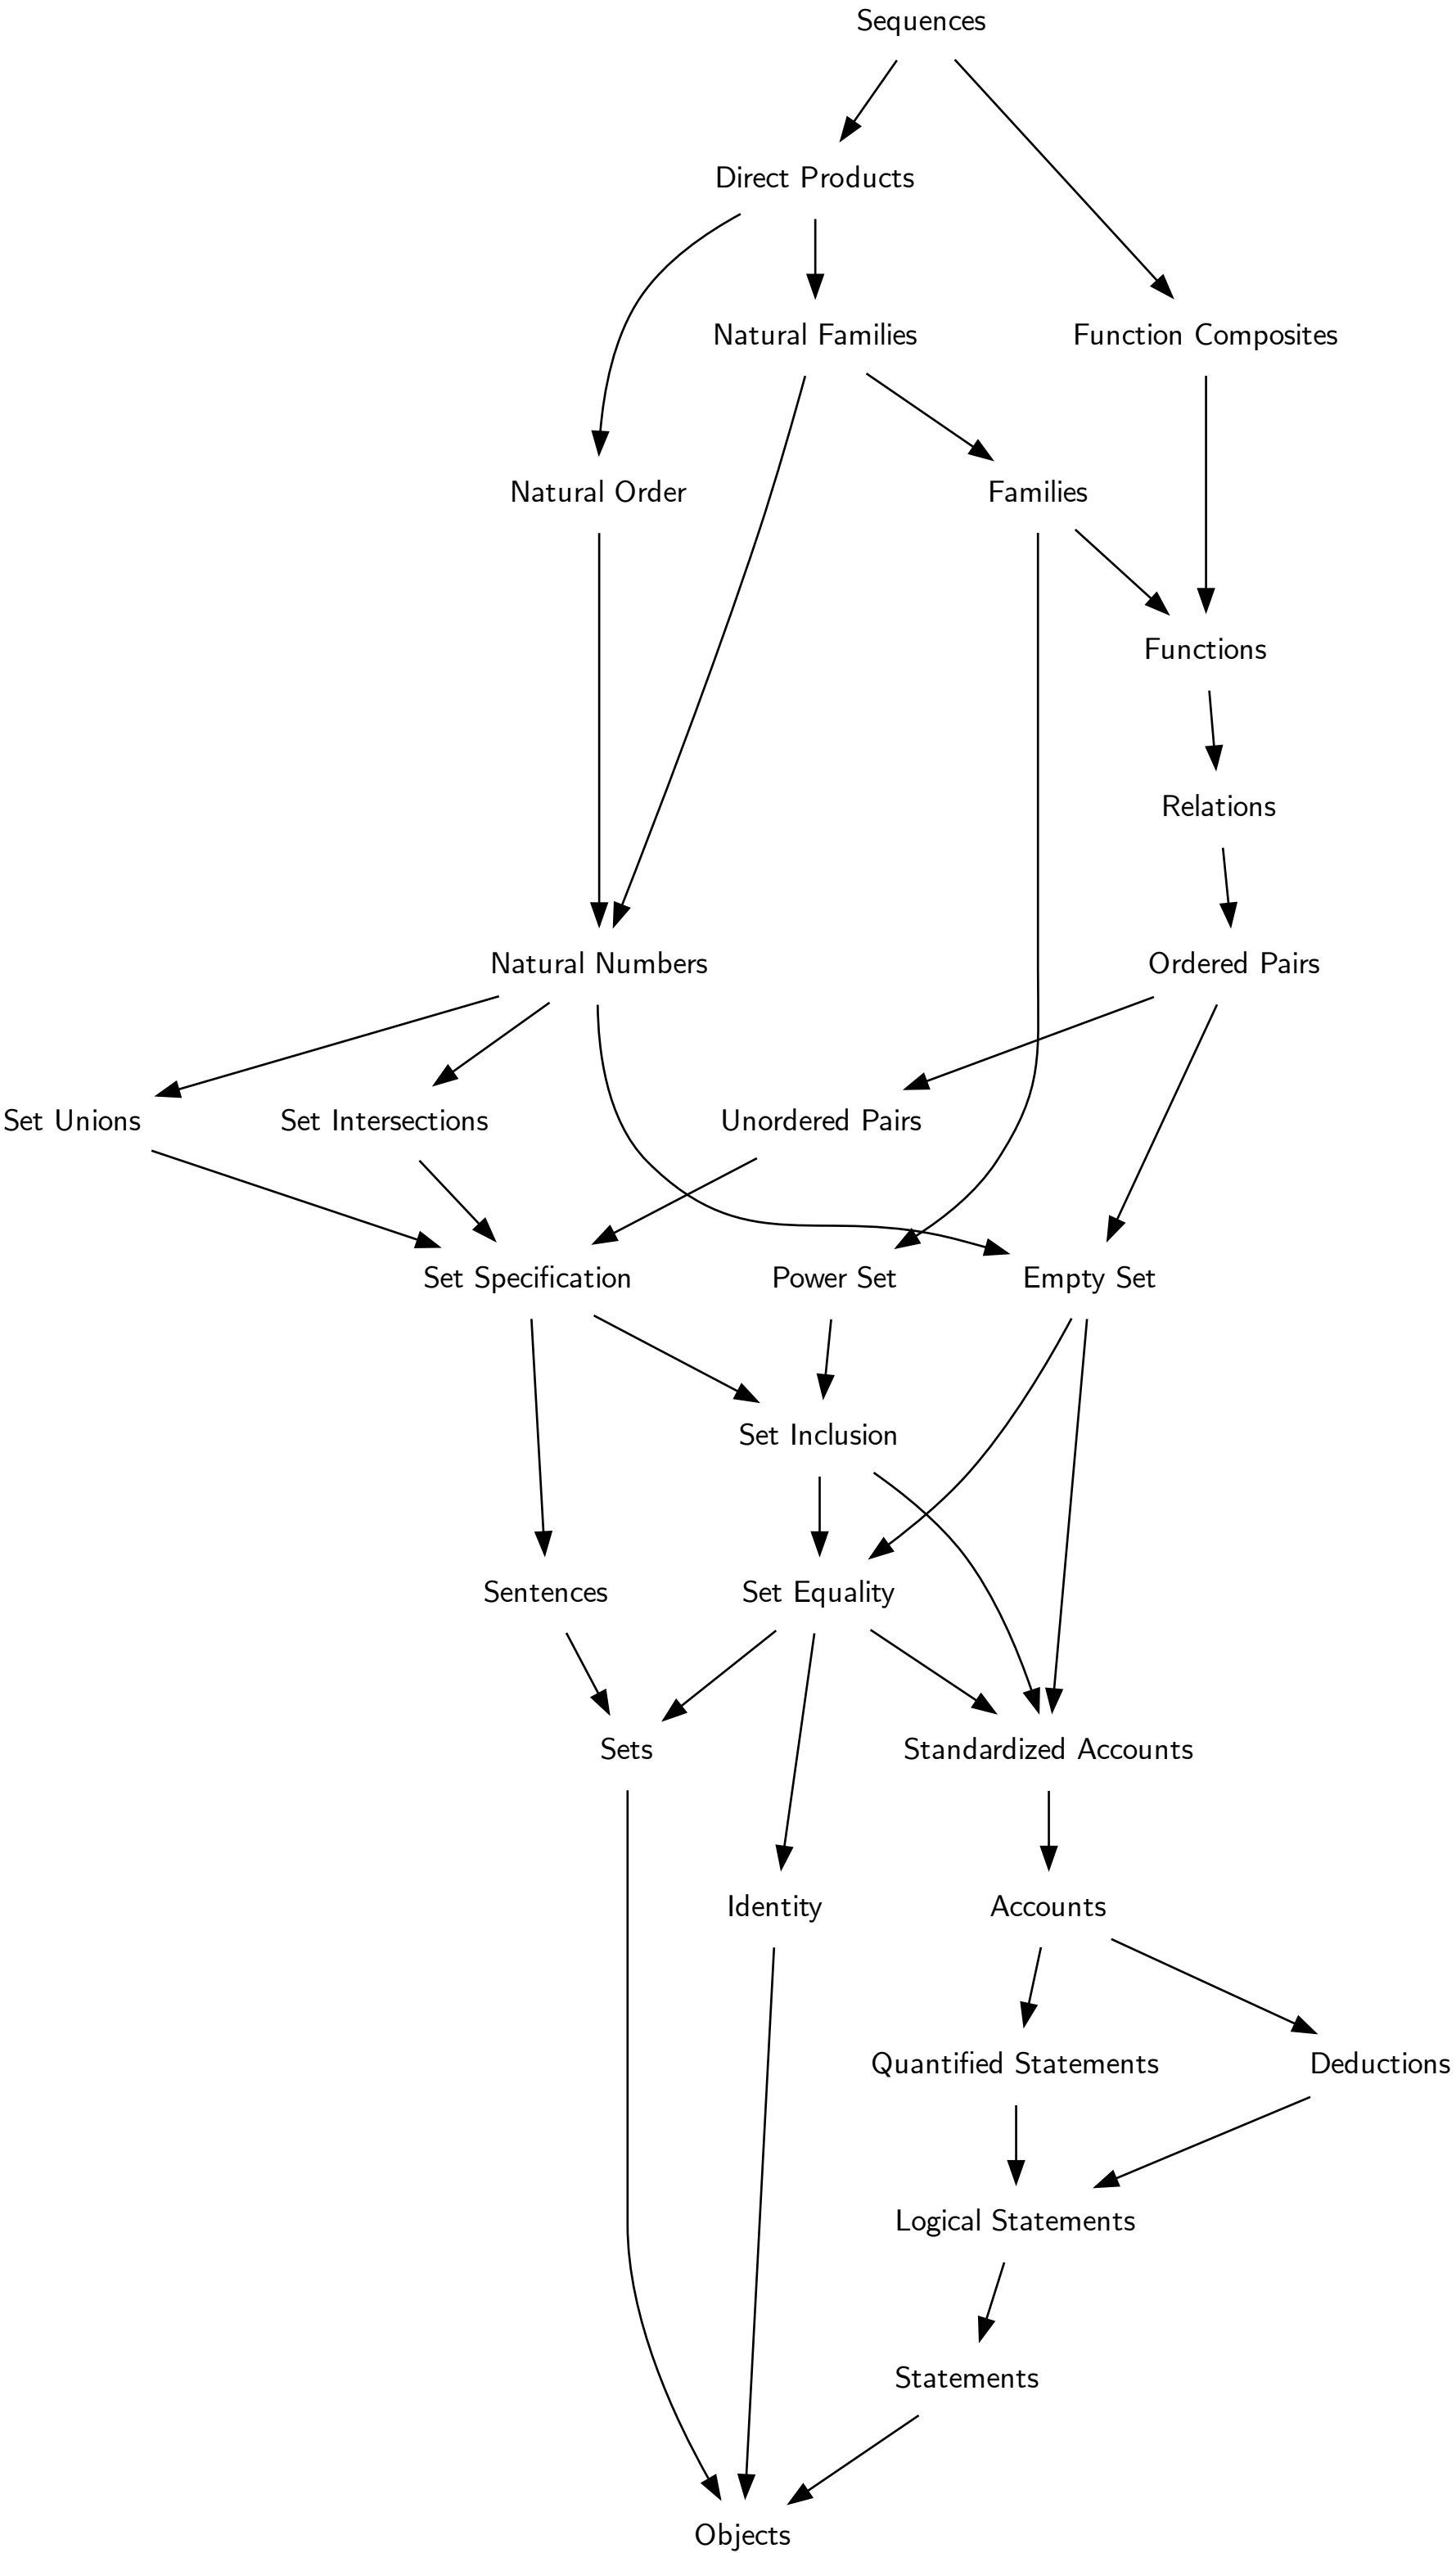 Sequences
Direct Products
Natural Families
Function Composites
Natural Order
Families
Functions
Relations
Natural Numbers
Ordered Pairs
Set Unions
Set Intersections
Unordered Pairs
Set Specification
Power Set
Empty Set
Set Inclusion
Sentences
Set Equality
Sets
Standardized Accounts
Identity
Accounts
Quantified Statements
Deductions
Logical Statements
Statements
Objects